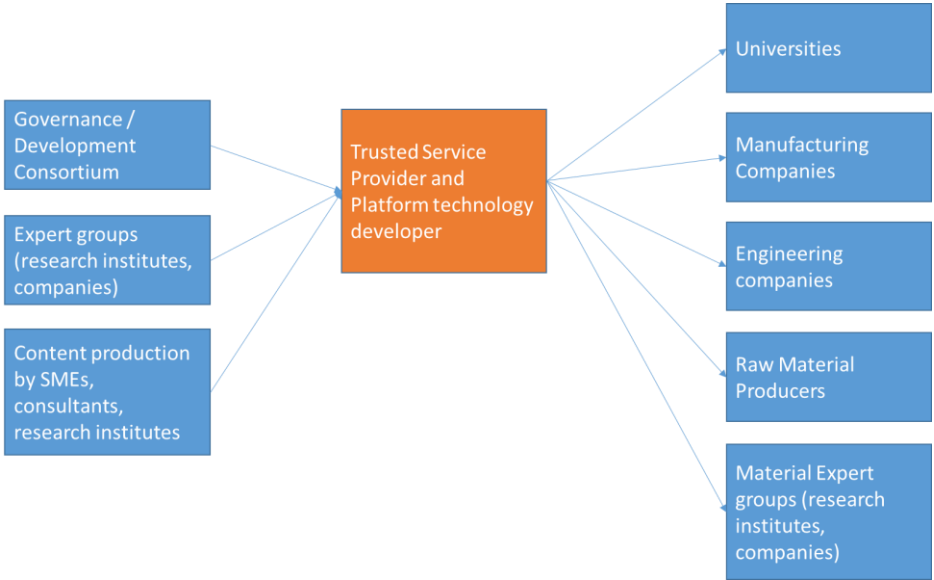 Governance /
Development
Consortium
Expert groups
(research institutes,
companies)
Content production
by SMEs,
consultants,
research institutes
Trusted Service
Provider and
Platform technology
developer
Universities
Manufacturing
Companies
Engineering
companies
Raw Material
Producers
Material Expert
groups (research
institutes,
companies)